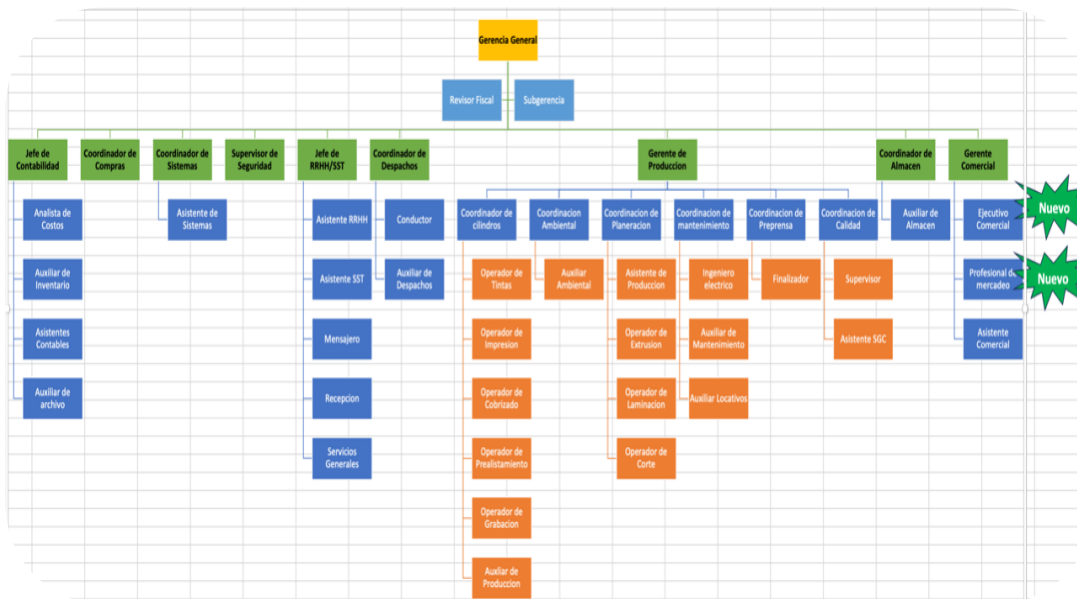 Gerencia General
Revisor Fiscal
Subgerencia
Jefe de
Contabilidad
Coordinador de
Compras
Coordinador de
Sistemas
Supervisor de
Seguridad
Jefe de
RRHH/SST
Coordinador de
Despachos
Gerente de
Produccion
Coordinador de
Almacen
Gerente
Comercial
Analista de
Costos
Asistente de
Sistemas
Asistente RRHH
Conductor
Coordinador de
cilindros
Coordinacion
Ambiental
Coordinacion de
Planeracion
Coordinacion de
mantenimiento
Coordinacion de
Preprensa
Coordinacion de
Calidad
Auxiliar de
Almacen
Ejecutivo
Comercial
Nuevo
Auxiliar de
Inventario
Asistente SST
Auxiliar de
Despachos
Operador de
Tintas
Auxiliar
Ambiental
Asistente de
Produccion
ingeniero
electrico
Finalizador
Supervisor
Profesional de
mercadeo
Nuevo
Asistentes
Contables
Mensajero
Operador de
Impresion
Operador de
Extrusion
Auxiliar de
Mantenimiento
Asistente SGC
Asistente
Comercial
Auxiliar de
archivo
Recepcion
Operador de
Cobrizado
Operador de
Laminacion
Auxiliar Locativos
Servicios
Generales
Operador de
Prealistamiento
Operador de
Corte
Operador de
Grabacion
Auxliar de
Produccion